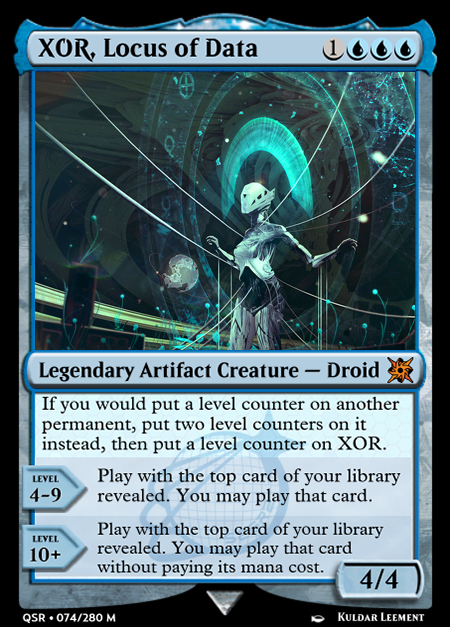 XOR, Locus of Data 1
Legendary Artifact Creature — Droid
If you would put a level counter on another
permanent, put two level counters on it
instead, then put a level counter on XOR.
LEVEL
4-9
Play with the top card of your library
revealed. You may play that card.
LEVEL
10+
Play with the top card of your library
revealed. You may play that card
without paying its mana cost.
4/4
QSR • 074/280 M
KULDAR LEEMENT